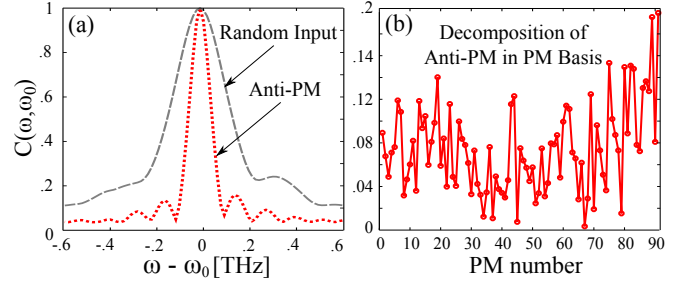 (a)
Random Input
Anti-PM
C(ω,ω₀)
1
.8
.6
.4
.2
0
-.6 -.4 -.2 0 .2 .4 .6
ω - ω₀ [THz]
(b)
Decomposition of
Anti-PM in PM Basis
.2
.16
.12
.08
04
0
0 10 20 30 40 50 60 70 80 90
PM number